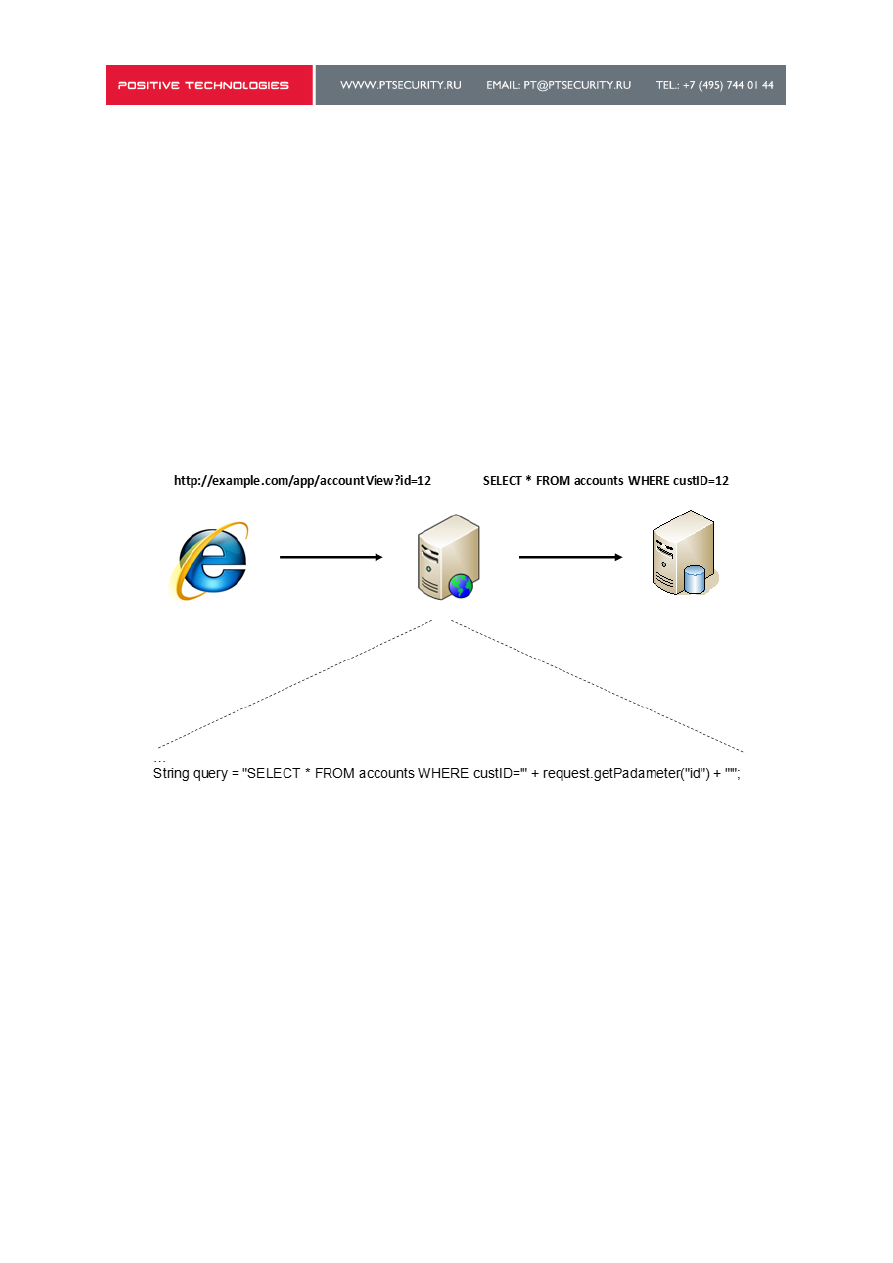 POSITIVE TECHNOLOGIES WWW.PTSECURITY.RU EMAIL: PT@PTSECURITY.RU TEL.: +7 (495) 744 01 44
http://example.com/app/accountView?id=12 SELECT * FROM accounts WHERE custID=12
...
String query = "SELECT * FROM accounts WHERE custID='" + request.getPadameter("id") + "'";